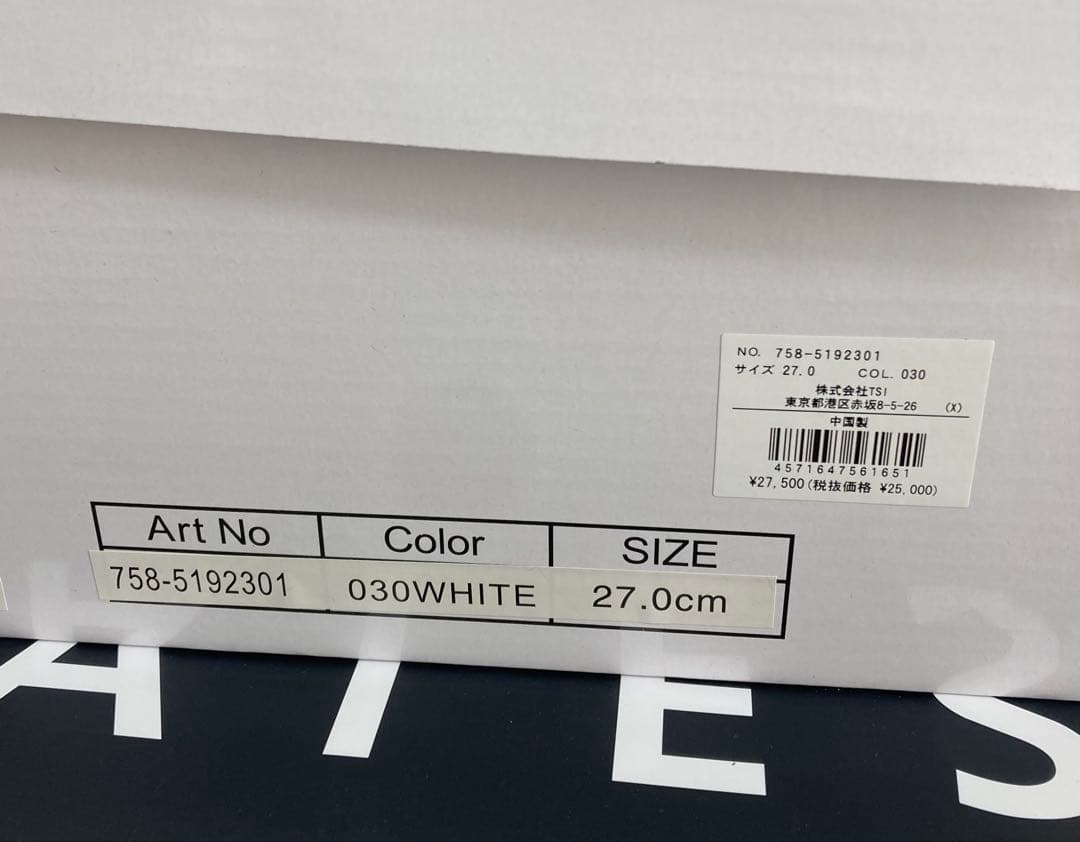 NO. 758-5192301
サイズ 27.0 COL. 030
株式会社TSI
東京都港区赤坂8-5-26 (X)
中国製
4571647561651
¥27,500(税抜価格 ¥25,000)
Art No Color SIZE
758-5192301 030WHITE 27.0cm